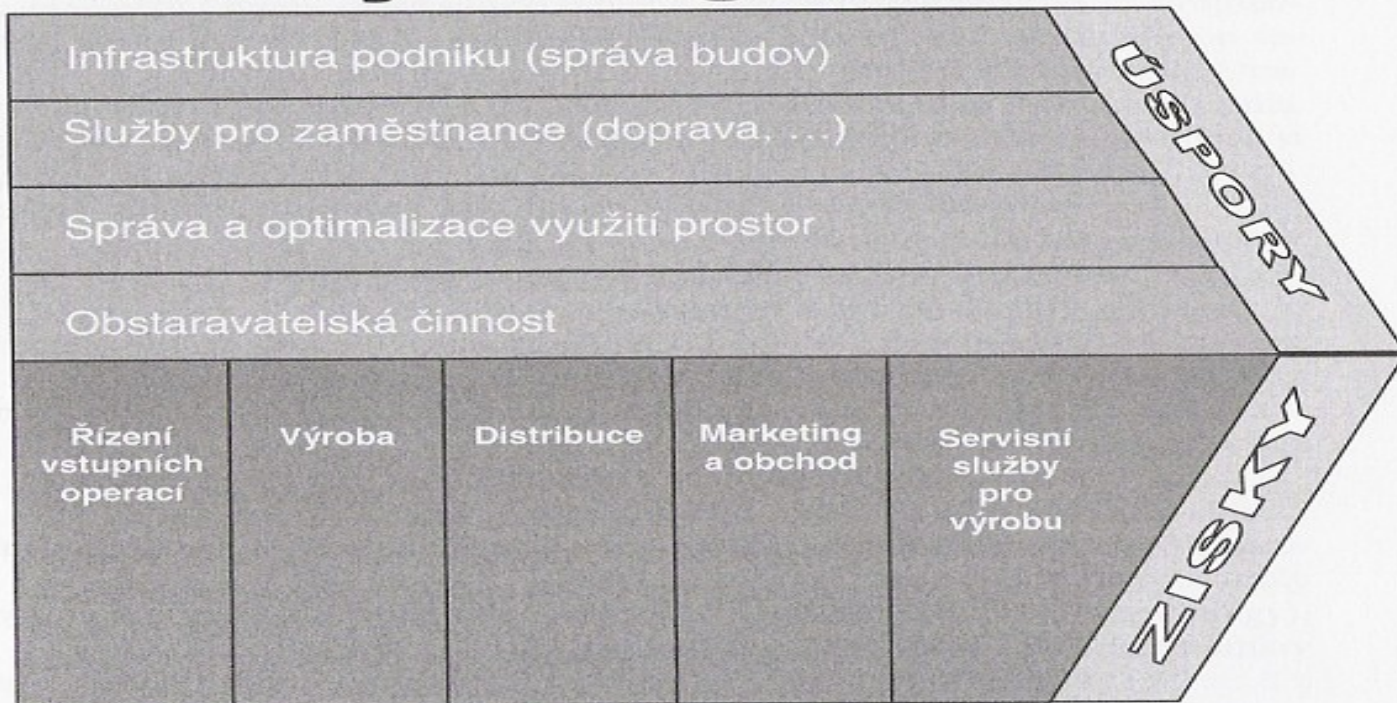 Infrastruktura podniku (správa budov)
Služby pro zaměstnance (doprava, ...)
Správa a optimalizace využití prostor
Obstaravatelská činnost
ÚSPORY
Řízení
vstupních
operací
Výroba
Distribuce
Marketing
a obchod
Servisní
služby
pro
výrobu
ZISKY